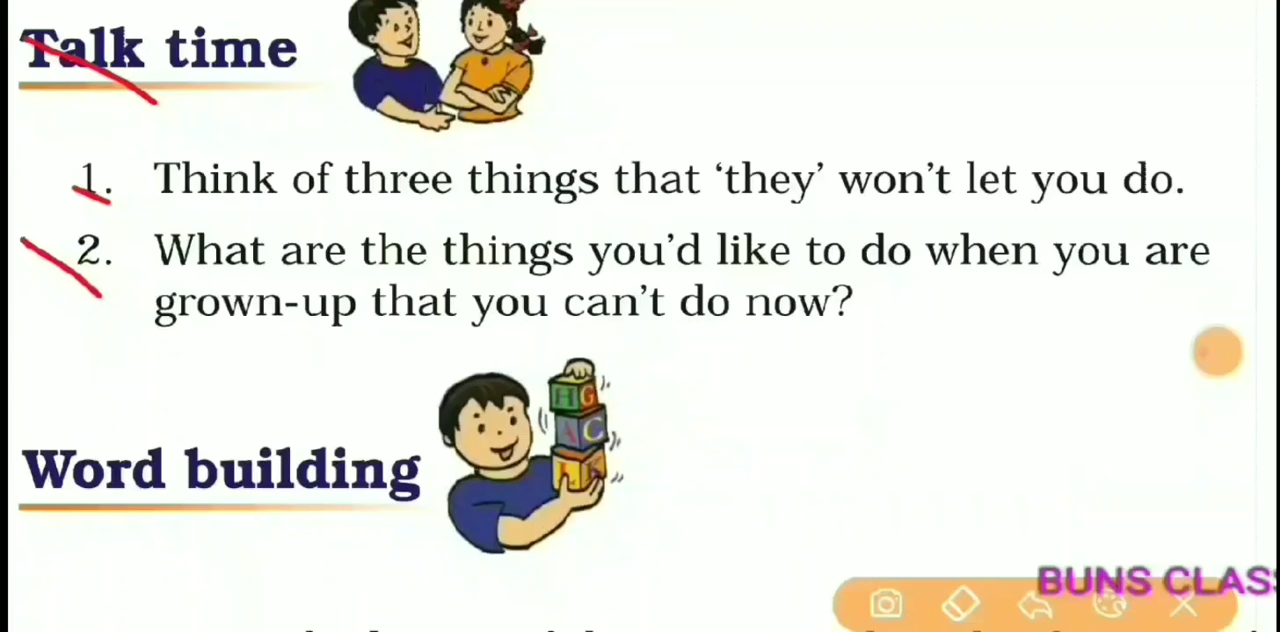 Talk time
1. Think of three things that ‘they’ won’t let you do.
2. What are the things you’d like to do when you are
grown-up that you can’t do now?
H G
A C
Word building
BUNS CLAS